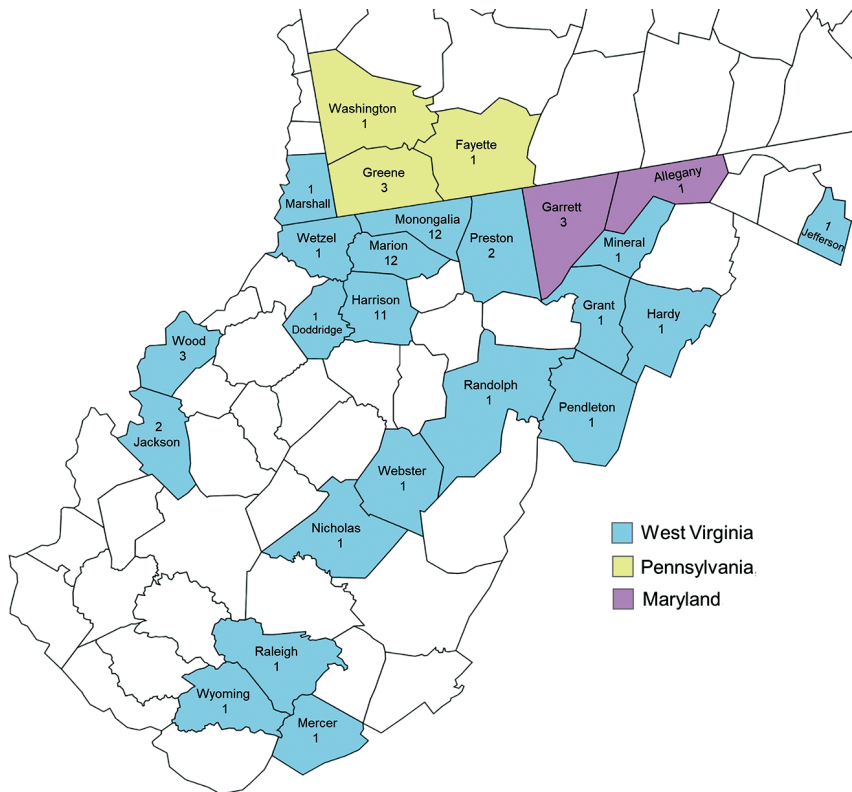 Washington
1
Fayette
1
Greene
3
Allegany
1
1
Marshall
Garrett
3
Monongalia
12
1
Jefferson
Wetzel
1
Marion
12
Preston
2
Mineral
1
Harrison
11
Grant
1
Hardy
1
1
Doddridge
Wood
3
Randolph
1
Pendleton
1
2
Jackson
Webster
1
Nicholas
1
West Virginia
Pennsylvania
Maryland
Raleigh
1
Wyoming
1
Mercer
1